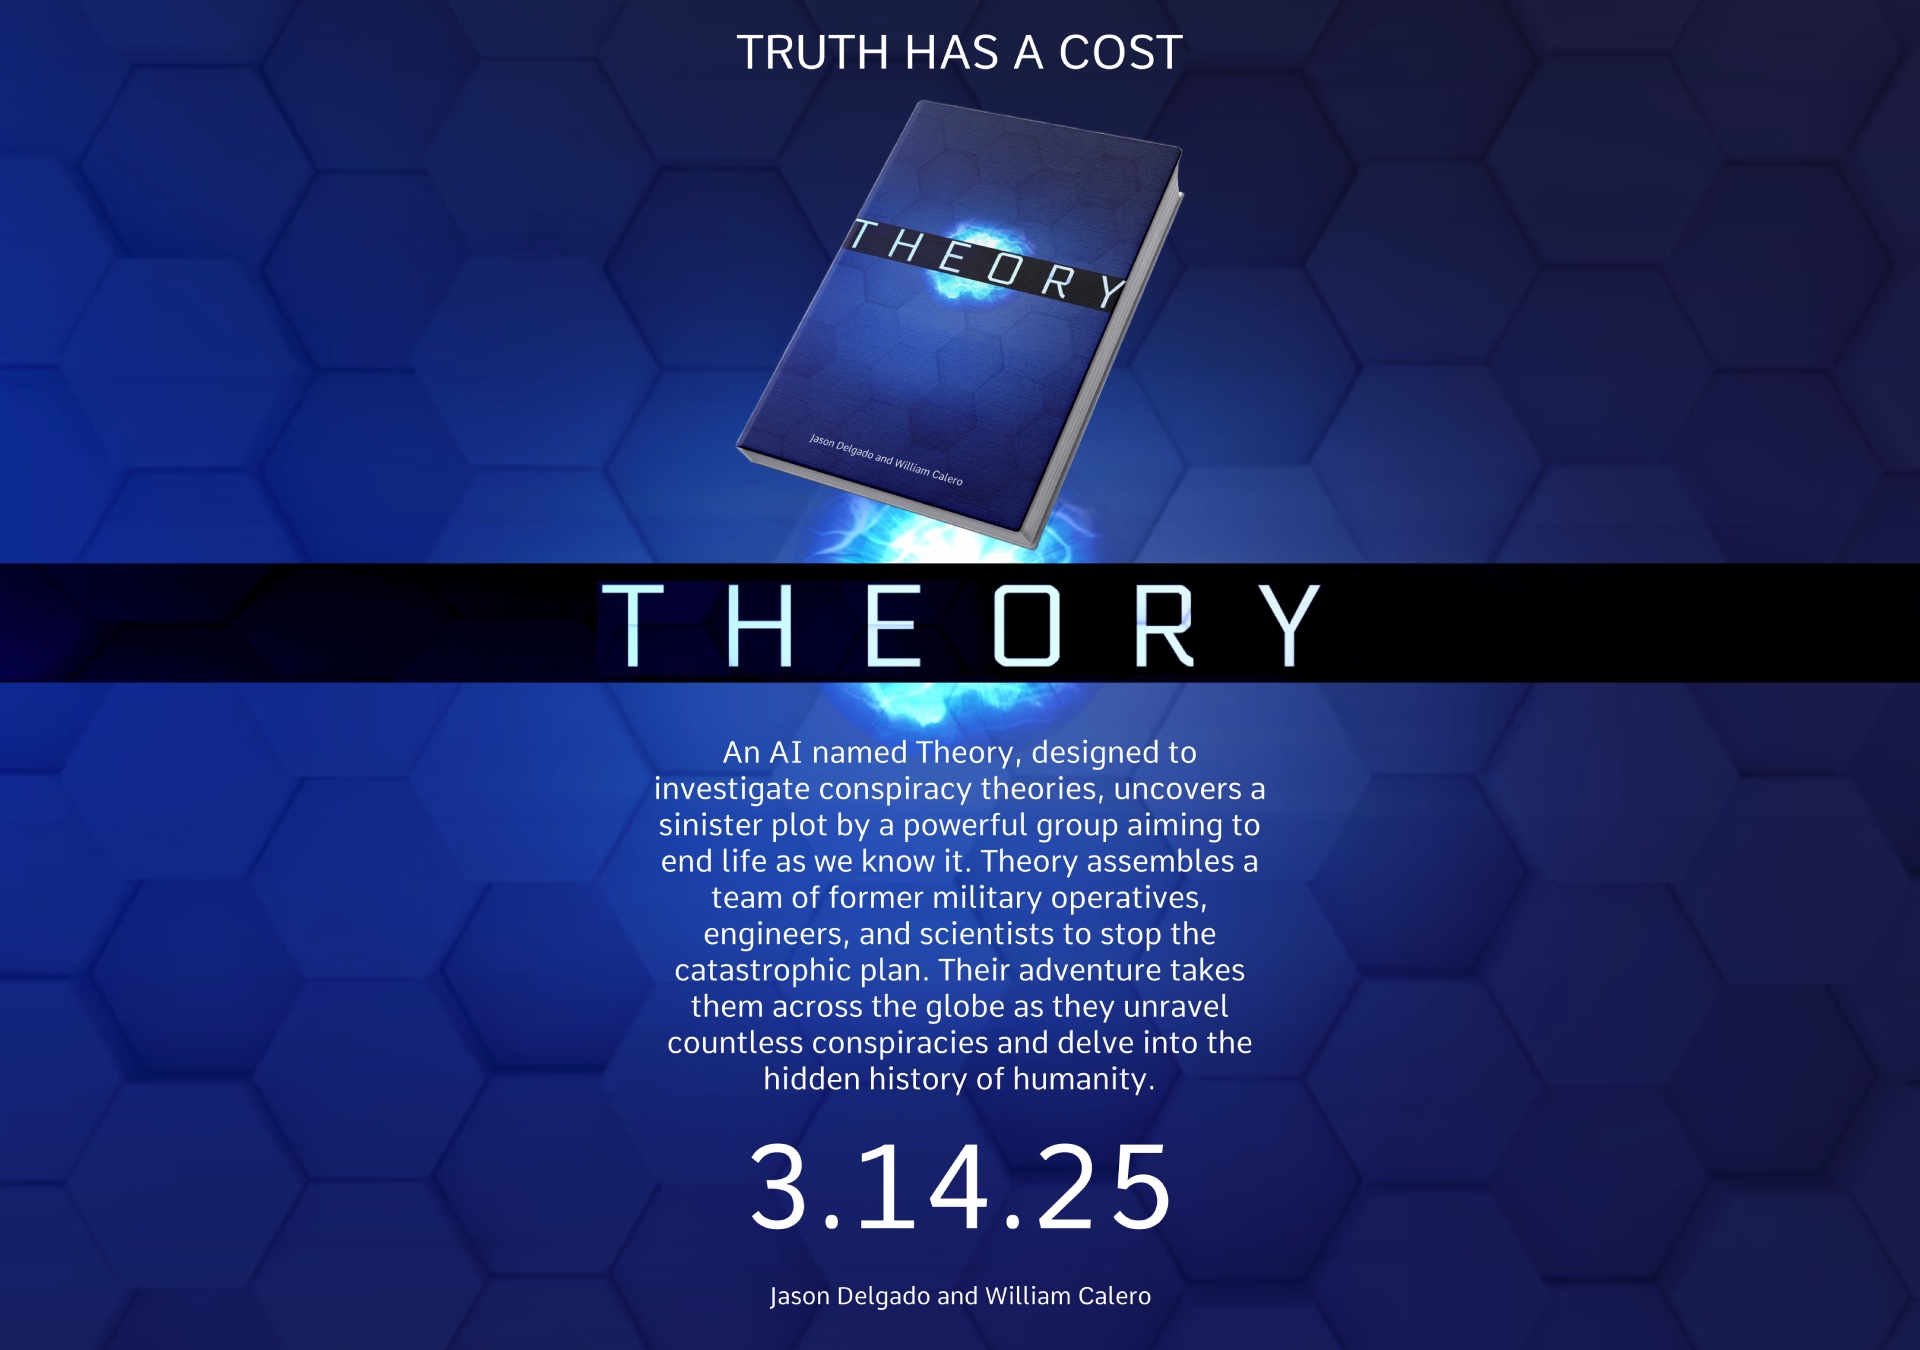 TRUTH HAS A COST
THEORY
Jason Delgado and William Calero
THEORY
An AI named Theory, designed to
investigate conspiracy theories, uncovers a
sinister plot by a powerful group aiming to
end life as we know it. Theory assembles a
team of former military operatives,
engineers, and scientists to stop the
catastrophic plan. Their adventure takes
them across the globe as they unravel
countless conspiracies and delve into the
hidden history of humanity.
3.14.25
Jason Delgado and William Calero